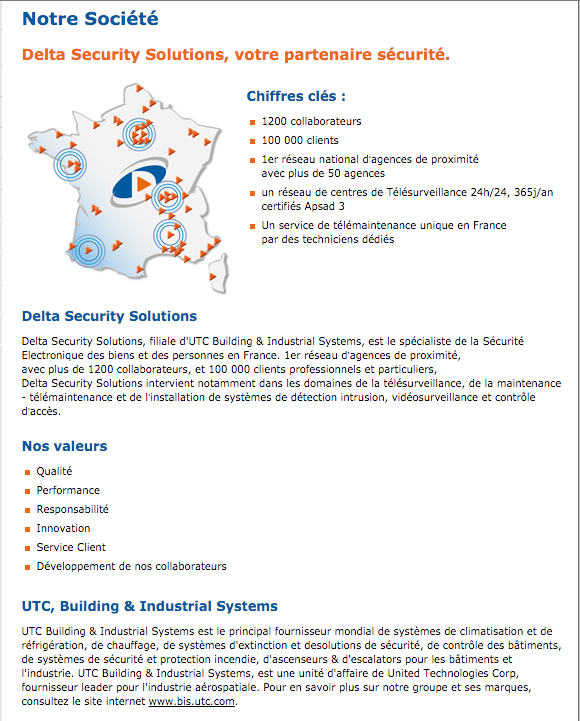 Notre Société
Delta Security Solutions, votre partenaire sécurité.
Chiffres clés :
1200 collaborateurs
100 000 clients
1er réseau national d'agences de proximité
avec plus de 50 agences
un réseau de centres de Télésurveillance 24h/24, 365j/an
certifiés Apsad 3
Un service de télémaintenance unique en France
par des techniciens dédiés
Delta Security Solutions
Delta Security Solutions, filiale d'UTC Building & Industrial Systems, est le spécialiste de la Sécurité
Electronique des biens et des personnes en France. 1er réseau d'agences de proximité,
avec plus de 1200 collaborateurs, et 100 000 clients professionnels et particuliers,
Delta Security Solutions intervient notamment dans les domaines de la télésurveillance, de la maintenance
- télémaintenance et de l'installation de systèmes de détection intrusion, vidéosurveillance et contrôle
d'accès.
Nos valeurs
Qualité
Performance
Responsabilité
Innovation
Service Client
Développement de nos collaborateurs
UTC, Building & Industrial Systems
UTC Building & Industrial Systems est le principal fournisseur mondial de systèmes de climatisation et de
réfrigération, de chauffage, de systèmes d'extinction et desolutions de sécurité, de contrôle des bâtiments,
de systèmes de sécurité et protection incendie, d'ascenseurs & d'escalators pour les bâtiments et
l'industrie. UTC Building & Industrial Systems, est une unité d'affaire de United Technologies Corp,
fournisseur leader pour l'industrie aérospatiale. Pour en savoir plus sur notre groupe et ses marques,
consultez le site internet www.bis.utc.com.